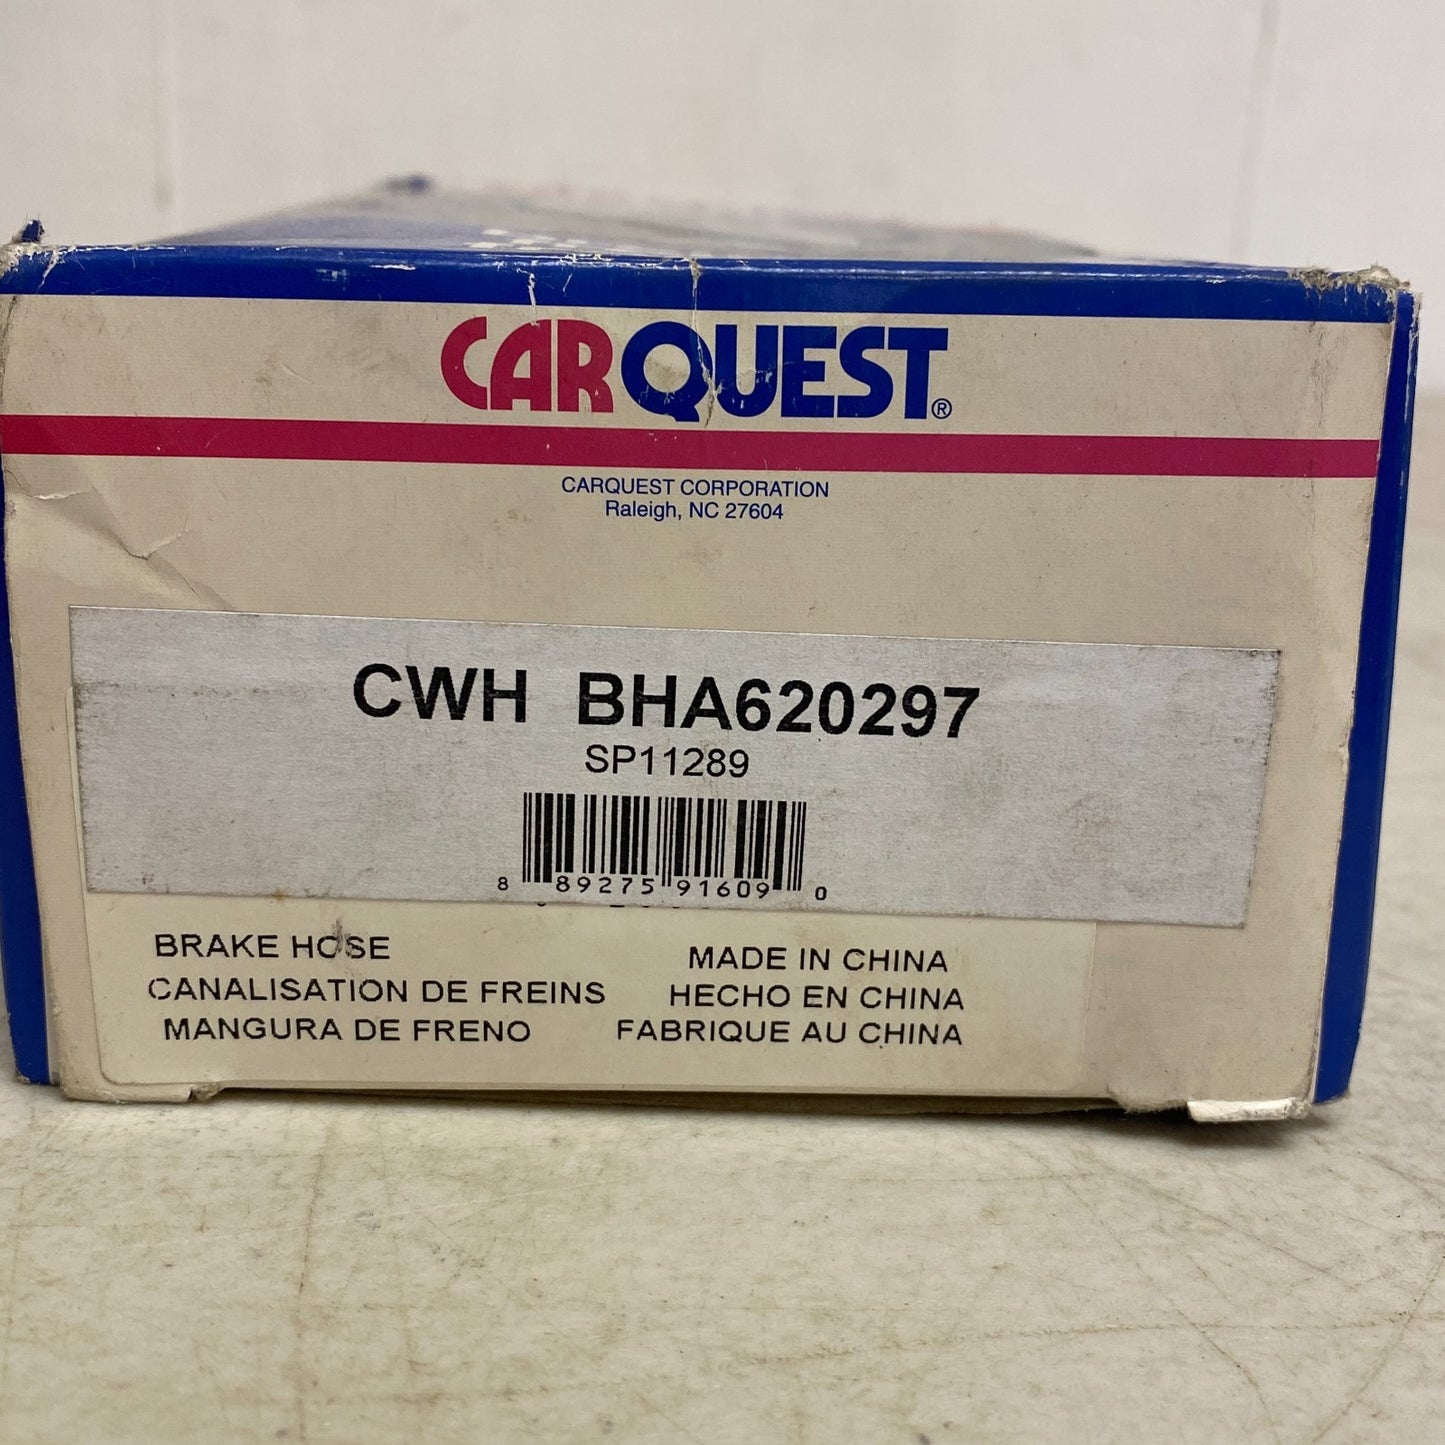 CARQUEST®
CARQUEST CORPORATION
Raleigh, NC 27604
CWH BHA620297
SP11289
8 89275 91609 0
BRAKE HOSE MADE IN CHINA
CANALISATION DE FREINS HECHO EN CHINA
MANGURA DE FRENO FABRIQUE AU CHINA